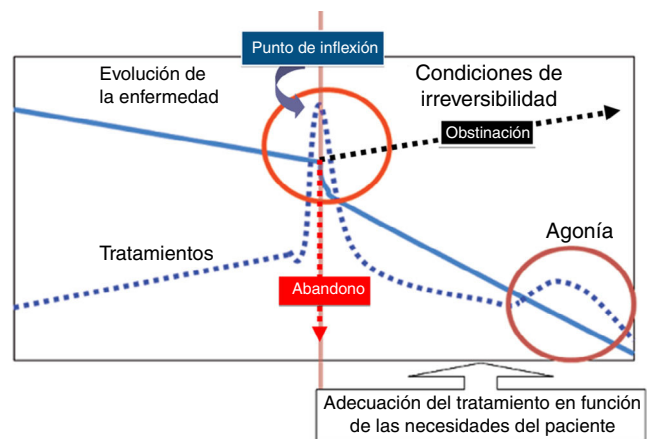 Punto de inflexión
Evolución de
la enfermedad
Condiciones de
irreversibilidad
Obstinación
Tratamientos
Agonía
Abandono
Adecuación del tratamiento en función
de las necesidades del paciente